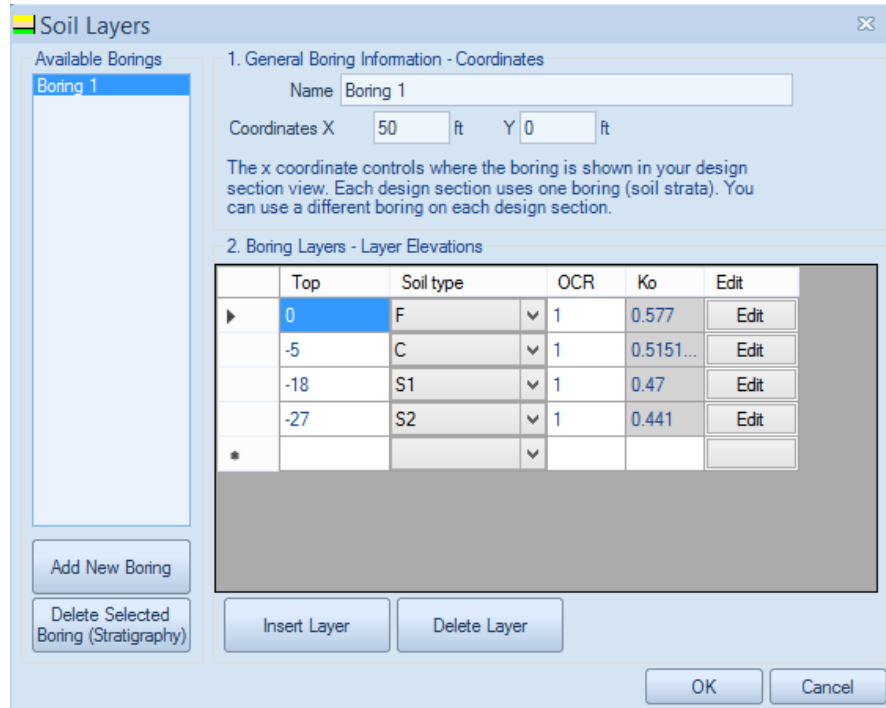 Soil Layers
Available Borings
Boring 1
Add New Boring
Delete Selected
Boring (Stratigraphy)
1. General Boring Information - Coordinates
Name Boring 1
Coordinates X 50 ft Y 0 ft
The x coordinate controls where the boring is shown in your design
section view. Each design section uses one boring (soil strata). You
can use a different boring on each design section.
2. Boring Layers - Layer Elevations
Top Soil type OCR Ko Edit
0 F 1 0.577 Edit
-5 C 1 0.5151... Edit
-18 S1 1 0.47 Edit
-27 S2 1 0.441 Edit
Insert Layer Delete Layer
OK Cancel